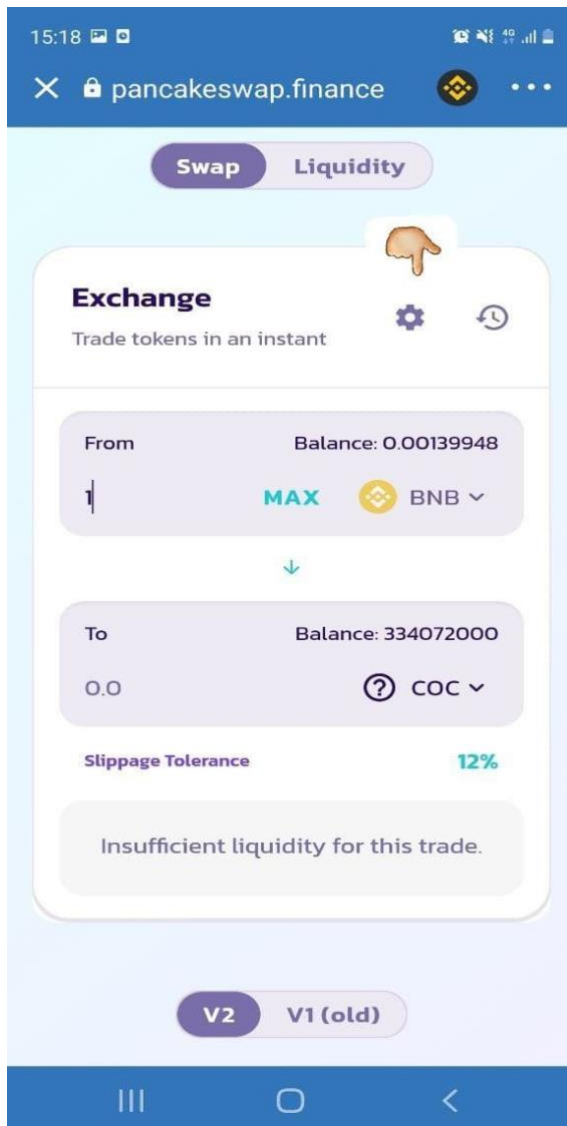 15:18
4G
pancakeswap.finance
Swap Liquidity
Exchange
Trade tokens in an instant
From Balance: 0.00139948
1 MAX BNB
To Balance: 334072000
0.0 ? COC
Slippage Tolerance 12%
Insufficient liquidity for this trade.
V2 V1 (old)